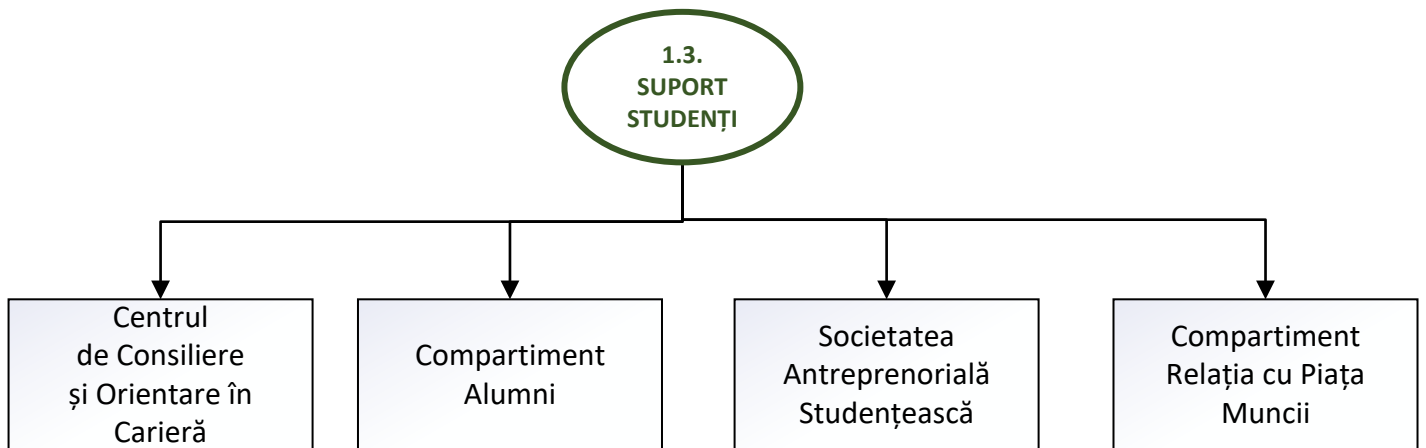 1.3.
SUPORT
STUDENȚI
Centrul
de Consiliere
și Orientare în
Carieră
Compartiment
Alumni
Societatea
Antreprenorială
Studențească
Compartiment
Relația cu Piața
Muncii